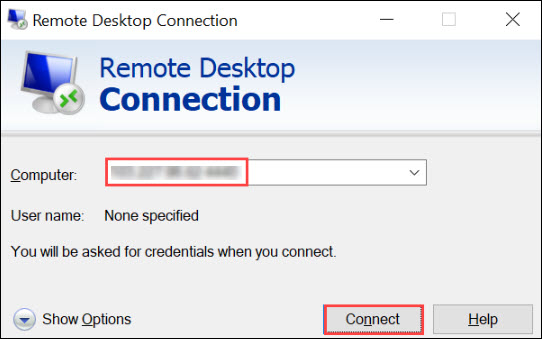 Remote Desktop Connection
Remote Desktop
Connection
Computer:
User name: None specified
You will be asked for credentials when you connect.
Show Options
Connect
Help